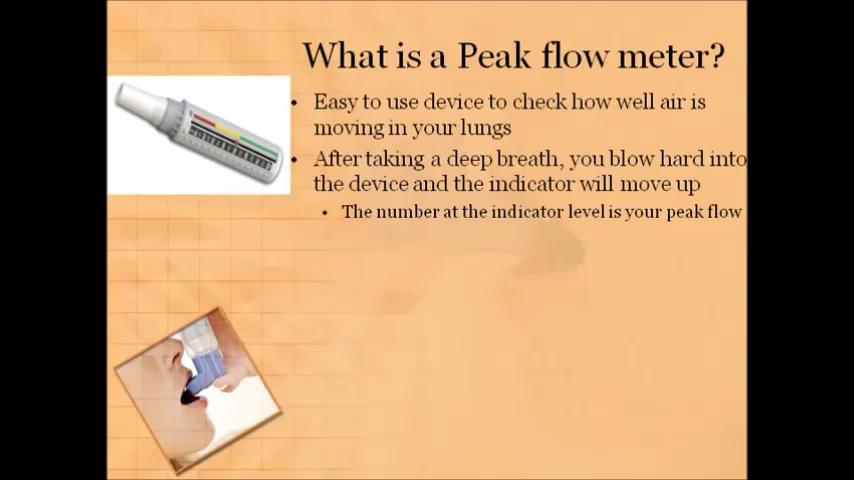 What is a Peak flow meter?
• Easy to use device to check how well air is
moving in your lungs
• After taking a deep breath, you blow hard into
the device and the indicator will move up
• The number at the indicator level is your peak flow